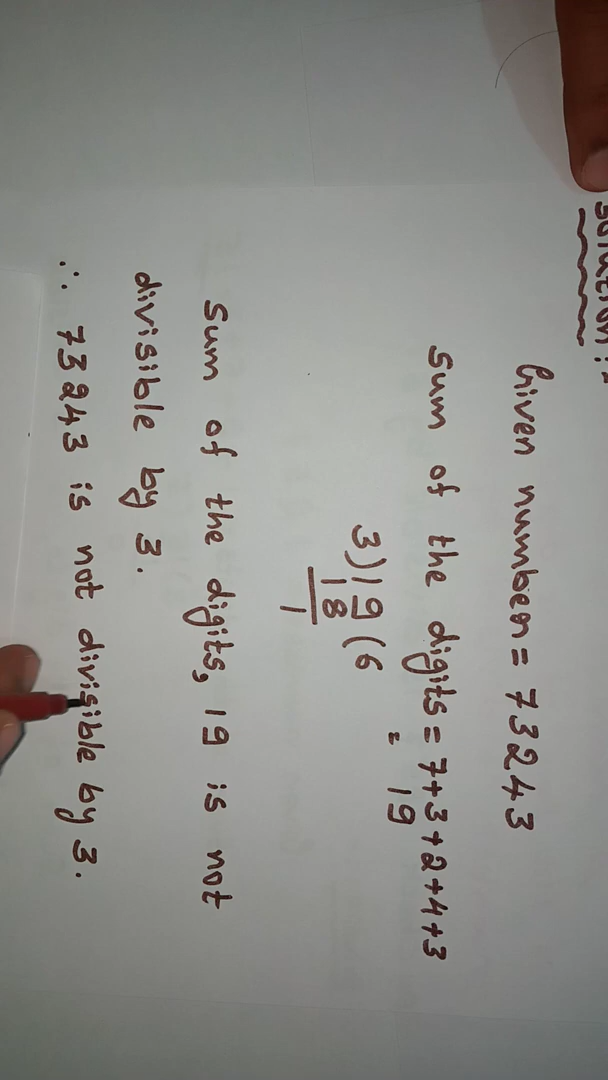 Solution :-
Given number = 73243
Sum of the digits = 7+3+2+4+3
= 19
3)19(6
18
1
Sum of the digits, 19 is not
divisible by 3.
∴ 73243 is not divisible by 3.